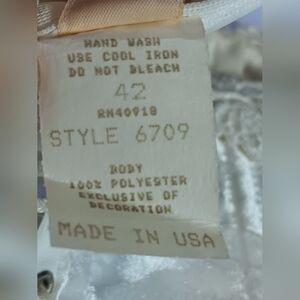 HAND WASH
USE COOL IRON
DO NOT BLEACH
42
RN40918
STYLE 6709
BODY
100% POLYESTER
EXCLUSIVE OF
DECORATION
MADE IN USA